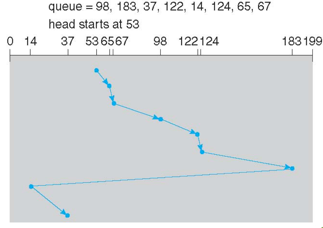 queue = 98, 183, 37, 122, 14, 124, 65, 67
head starts at 53
0 14 37 53 65 67 98 122 124 183 199